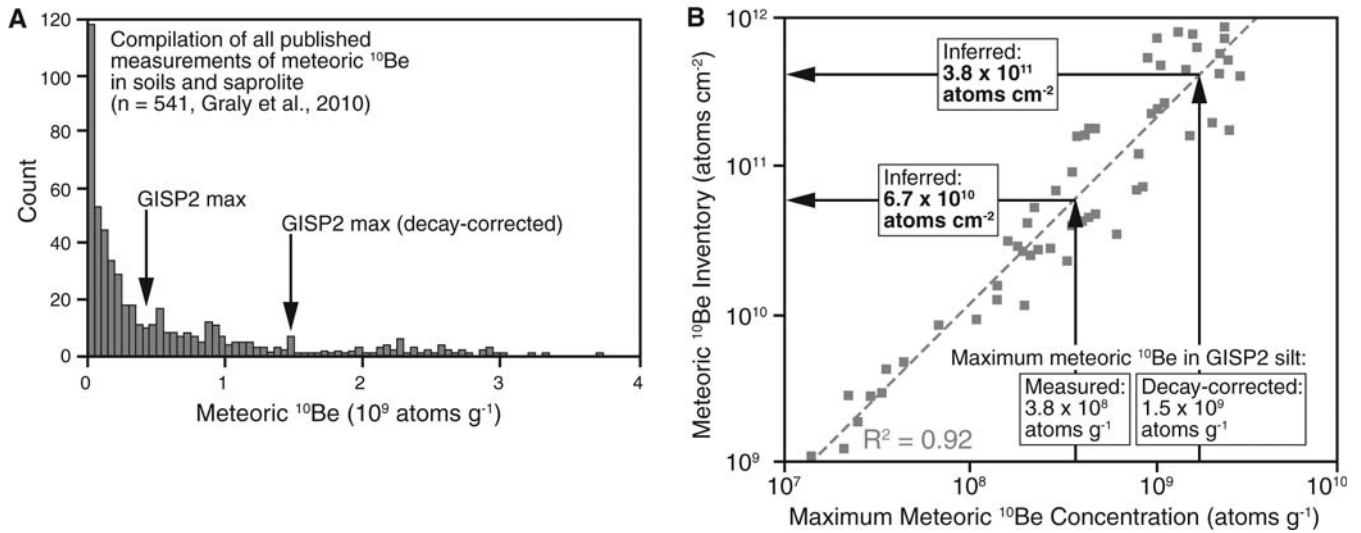 A
120
100
80
60
40
20
0
Count
Compilation of all published
measurements of meteoric ¹⁰Be
in soils and saprolite
(n = 541, Graly et al., 2010)
GISP2 max
GISP2 max (decay-corrected)
0 1 2 3 4
Meteoric ¹⁰Be (10⁹ atoms g⁻¹)
B
10¹²
10¹¹
10¹⁰
10⁹
Meteoric ¹⁰Be Inventory (atoms cm⁻²)
Inferred:
3.8 x 10¹¹
atoms cm⁻²
Inferred:
6.7 x 10¹⁰
atoms cm⁻²
Maximum meteoric ¹⁰Be in GISP2 silt:
Measured:
3.8 x 10⁸
atoms g⁻¹
Decay-corrected:
1.5 x 10⁹
atoms g⁻¹
R² = 0.92
10⁷ 10⁸ 10⁹ 10¹⁰
Maximum Meteoric ¹⁰Be Concentration (atoms g⁻¹)